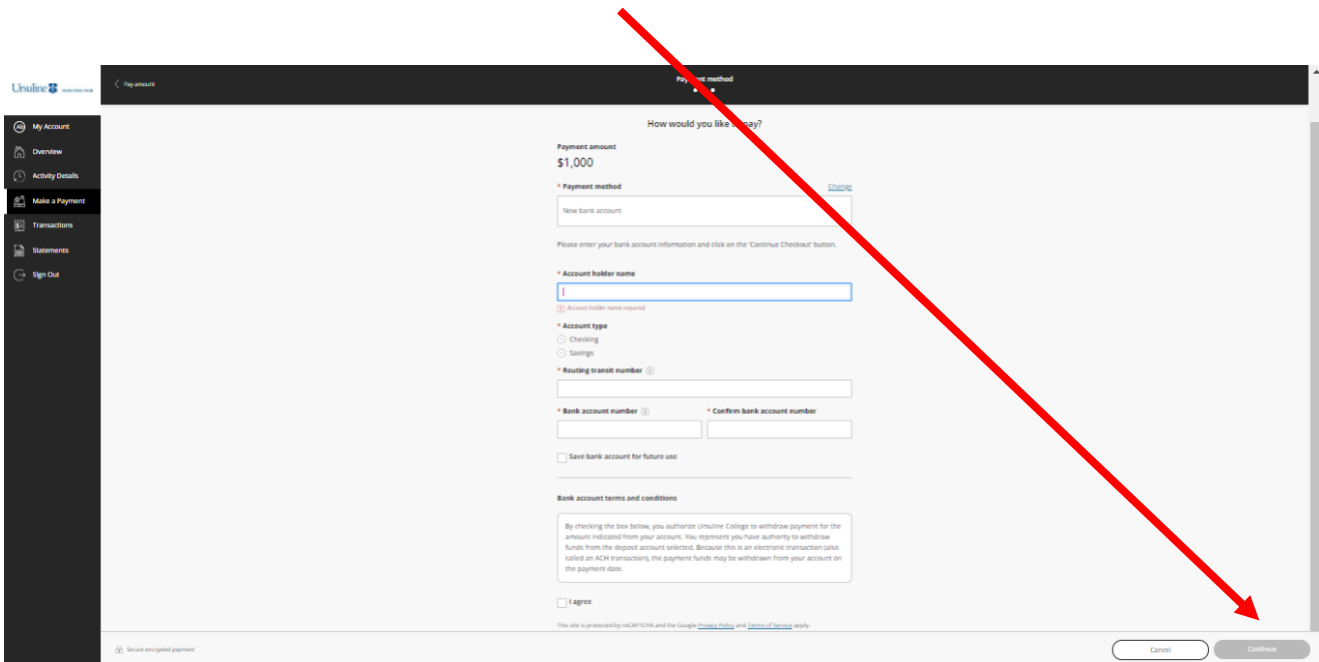 Ursuline
Pay amount
Payment method
My Account
Overview
Activity Details
Make a Payment
Transactions
Statements
Sign Out
How would you like pay?
Payment amount
$1,000
* Payment method Change
New bank account
Please enter your bank account information and click on the 'Continue Checkout' button.
* Account holder name
Account holder name required
* Account type
Checking
Savings
* Routing transit number
* Bank account number * Confirm bank account number
Save bank account for future use
Bank account terms and conditions
By checking the box below, you authorize Ursuline College to withdraw payment for the
amount indicated from your account. You represent you have authority to withdraw
funds from the deposit account selected. Because this is an electronic transaction (also
called an ACH transaction), the payment funds may be withdrawn from your account on
the payment date.
I agree
This site is protected by reCAPTCHA and the Google Privacy Policy and Terms of Service apply.
Secure encrypted payment
Cancel
Continue